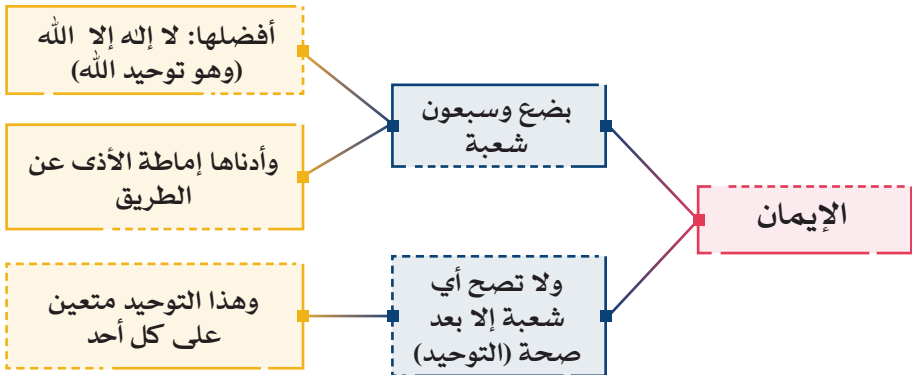 الإيمان
بضع وسبعون
شعبة
أفضلها: لا إله إلا الله
(وهو توحيد الله)
وأدناها إماطة الأذى عن
الطريق
ولا تصح أي
شعبة إلا بعد
صحة (التوحيد)
وهذا التوحيد متعين
على كل أحد